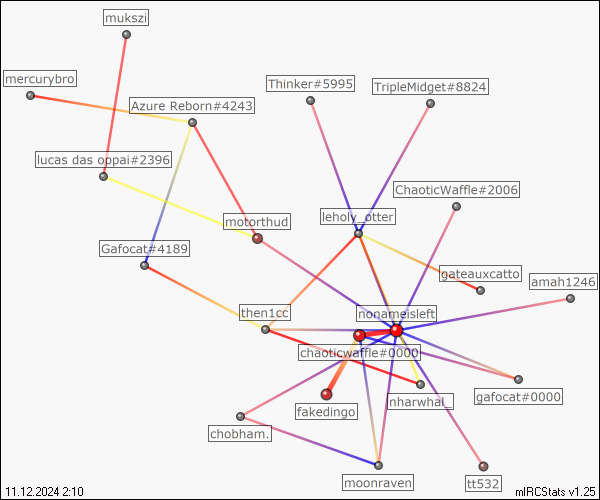 mukszi
mercurybro
Thinker#5995
TripleMidget#8824
Azure Reborn#4243
lucas das oppai#2396
ChaoticWaffle#2006
motorthud
leholy_otter
Gafocat#4189
gateauxcatto
amah1246
then1cc
nonameisleft
chaoticwaffle#0000
nharwhal_
gafocat#0000
fakedingo
chobham.
moonraven
tt532
11.12.2024 2:10
mIRCStats v1.25